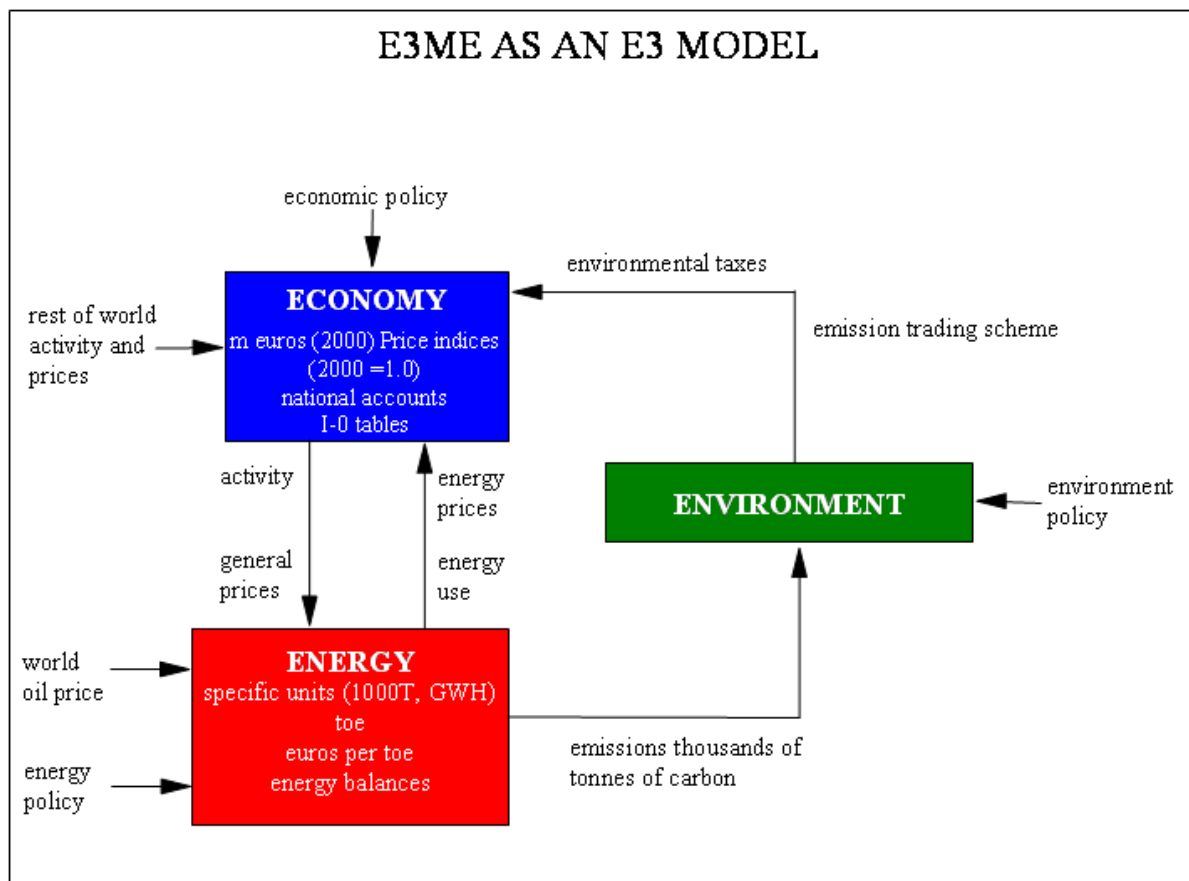 E3ME AS AN E3 MODEL
economic policy
environmental taxes
ECONOMY
m euros (2000) Price indices
(2000 =1.0)
national accounts
I-0 tables
rest of world
activity and
prices
emission trading scheme
activity
energy
prices
general
prices
energy
use
ENVIRONMENT
environment
policy
ENERGY
specific units (1000T, GWH)
toe
euros per toe
energy balances
world
oil price
energy
policy
emissions thousands of
tonnes of carbon